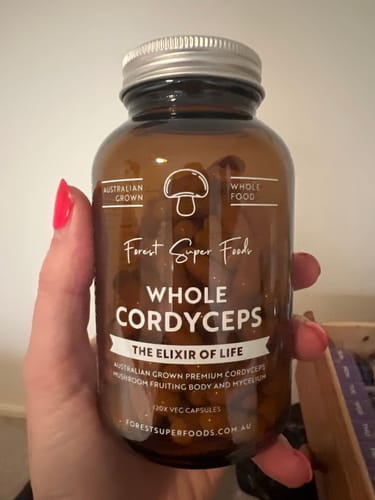 AUSTRALIAN GROWN
WHOLE FOOD
Forest Super Foods
WHOLE
CORDYCEPS
THE ELIXIR OF LIFE
AUSTRALIAN GROWN PREMIUM CORDYCEPS
MUSHROOM FRUITING BODY AND MYCELIUM
120X VEG CAPSULES
FORESTSUPERFOODS.COM.AU